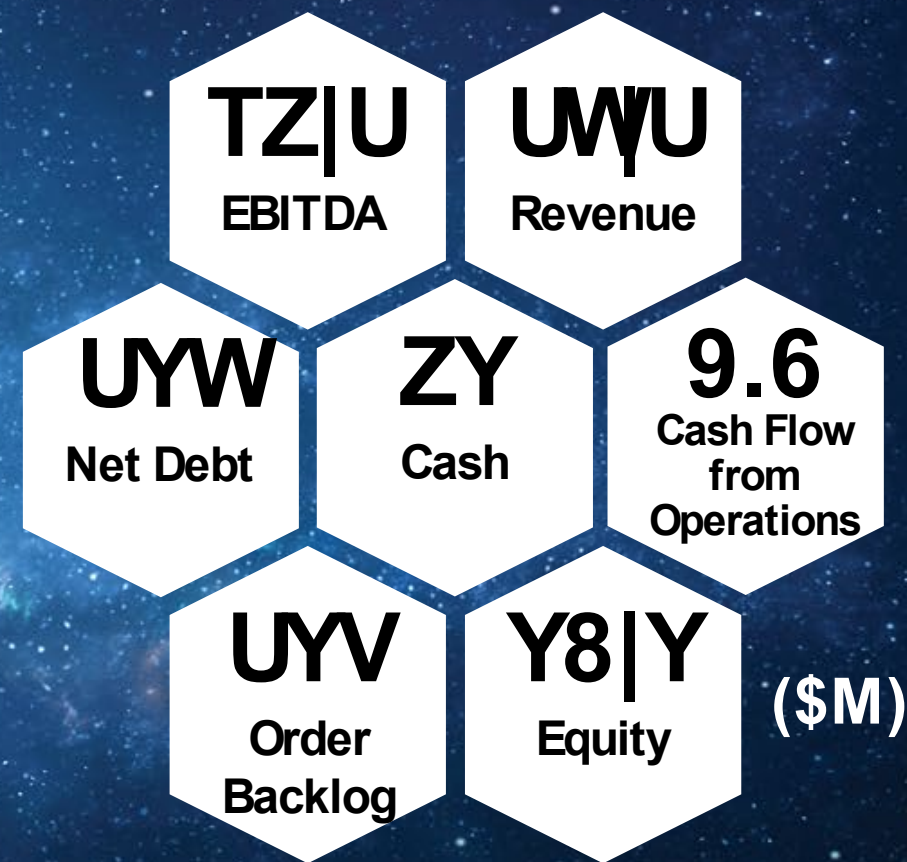 TZ|U
EBITDA
UW|U
Revenue
UYW
Net Debt
ZY
Cash
9.6
Cash Flow
from
Operations
UYV
Order
Backlog
Y8|Y
Equity
($M)